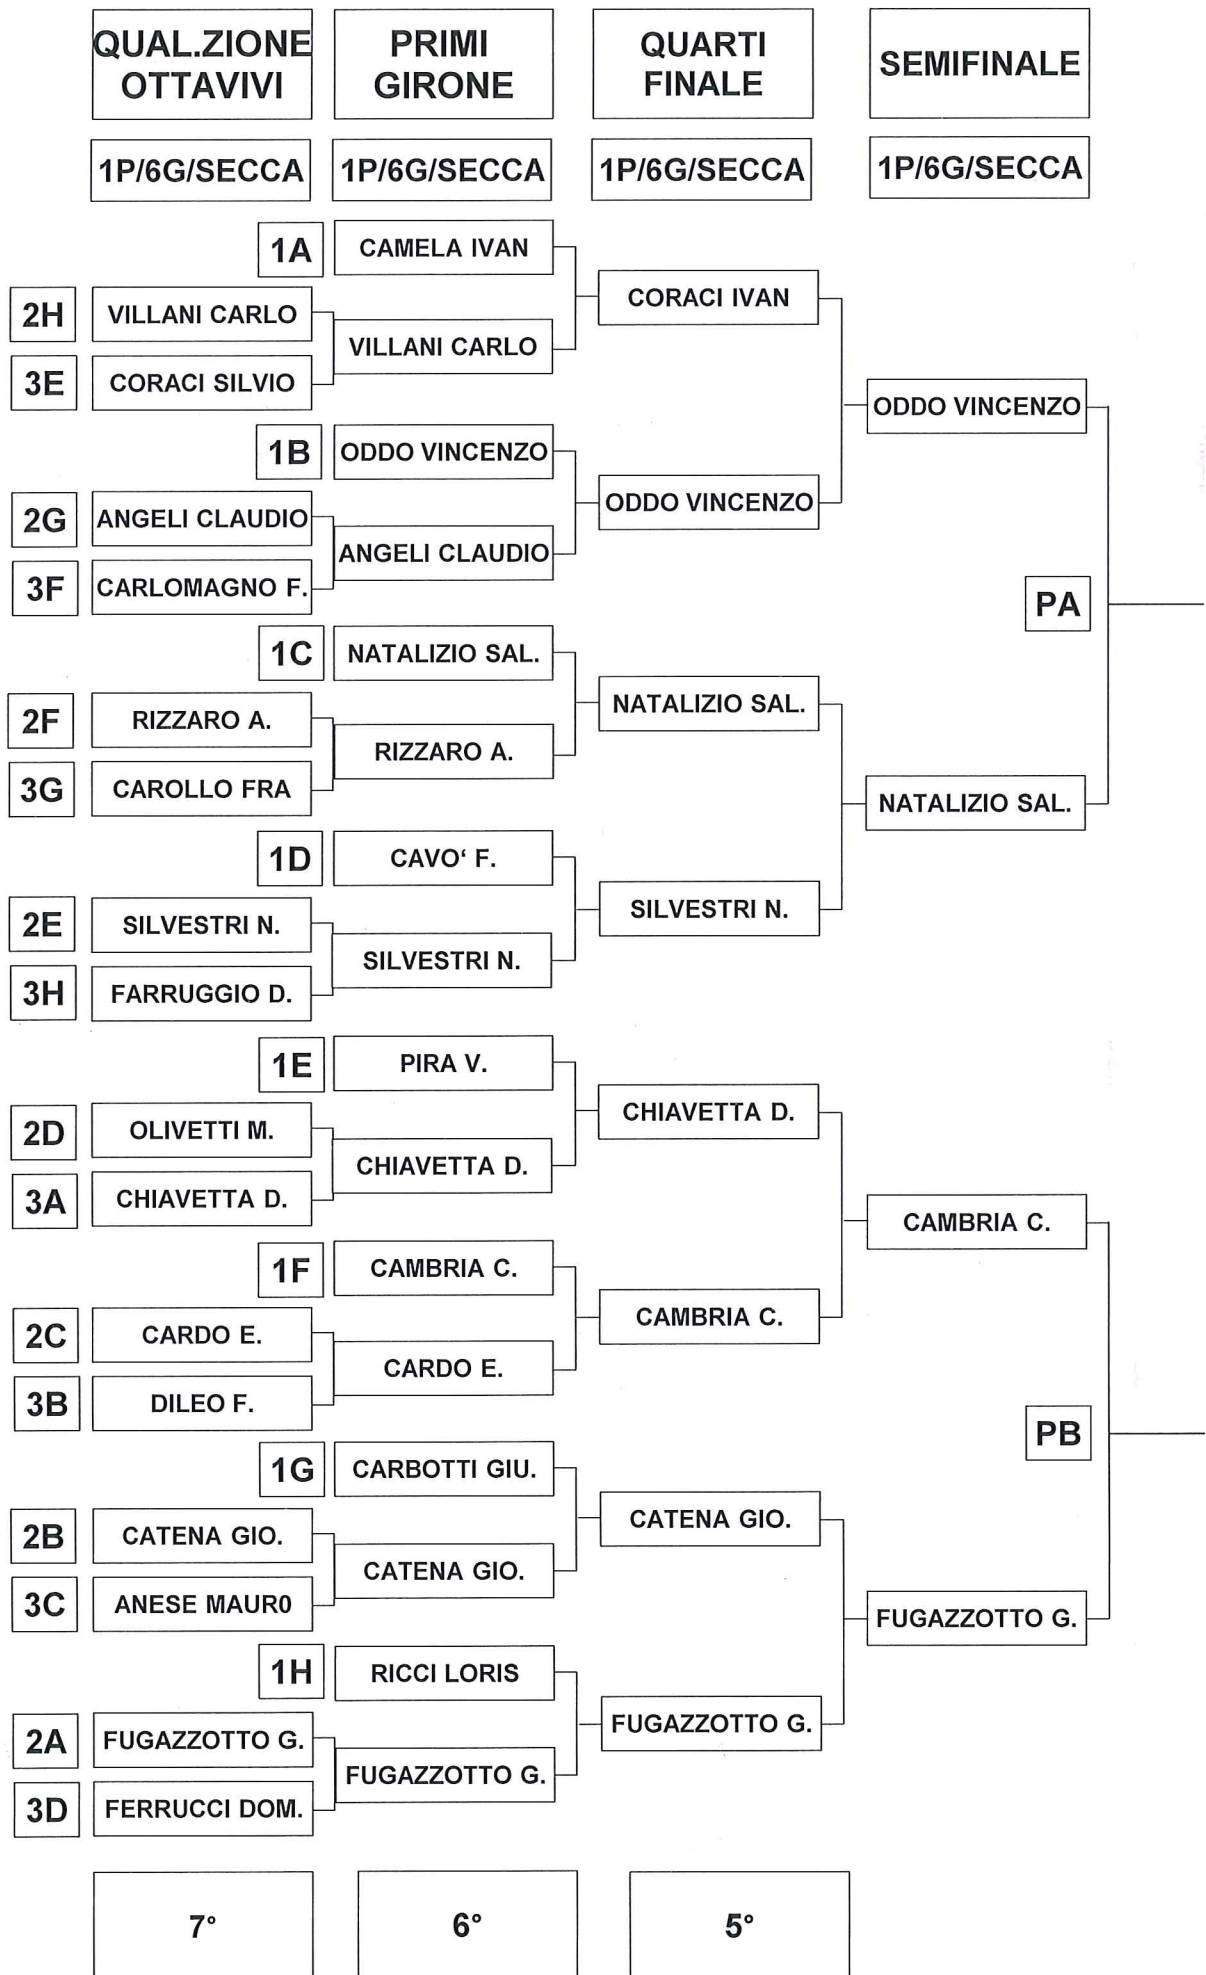 QUAL.ZIONE
OTTAVIVI
PRIMI
GIRONE
QUARTI
FINALE
SEMIFINALE
1P/6G/SECCA
1P/6G/SECCA
1P/6G/SECCA
1P/6G/SECCA
1A
CAMELA IVAN
2H
VILLANI CARLO
CORACI IVAN
VILLANI CARLO
3E
CORACI SILVIO
ODDO VINCENZO
1B
ODDO VINCENZO
2G
ANGELI CLAUDIO
ODDO VINCENZO
ANGELI CLAUDIO
3F
CARLOMAGNO F.
PA
1C
NATALIZIO SAL.
2F
RIZZARO A.
NATALIZIO SAL.
RIZZARO A.
3G
CAROLLO FRA
NATALIZIO SAL.
1D
CAVO‘ F.
2E
SILVESTRI N.
SILVESTRI N.
SILVESTRI N.
3H
FARRUGGIO D.
1E
PIRA V.
2D
OLIVETTI M.
CHIAVETTA D.
CHIAVETTA D.
3A
CHIAVETTA D.
CAMBRIA C.
1F
CAMBRIA C.
2C
CARDO E.
CAMBRIA C.
CARDO E.
3B
DILEO F.
PB
1G
CARBOTTI GIU.
2B
CATENA GIO.
CATENA GIO.
CATENA GIO.
3C
ANESE MAUR0
FUGAZZOTTO G.
1H
RICCI LORIS
2A
FUGAZZOTTO G.
FUGAZZOTTO G.
FUGAZZOTTO G.
3D
FERRUCCI DOM.
7°
6°
5°